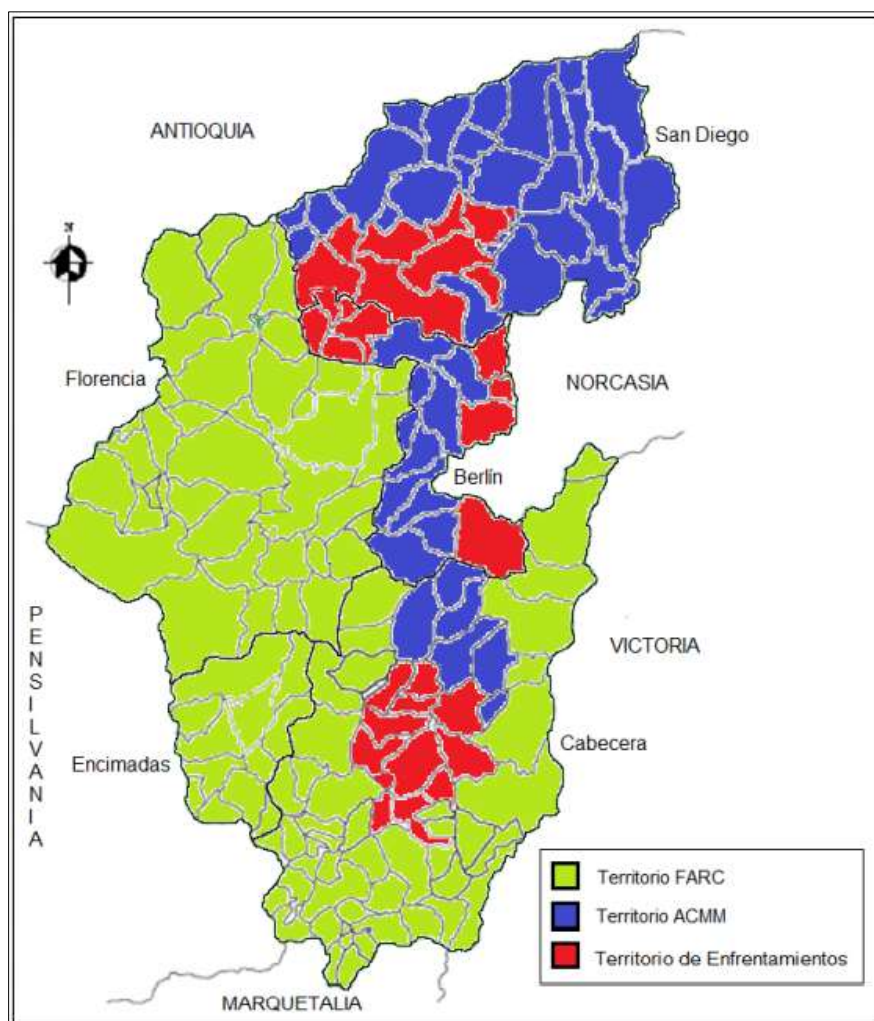 ANTIOQUIA
San Diego
N
Florencia
NORCASIA
Berlín
PENSILVANIA
VICTORIA
Encimadas
Cabecera
Territorio FARC
Territorio ACMM
Territorio de Enfrentamientos
MARQUETALIA